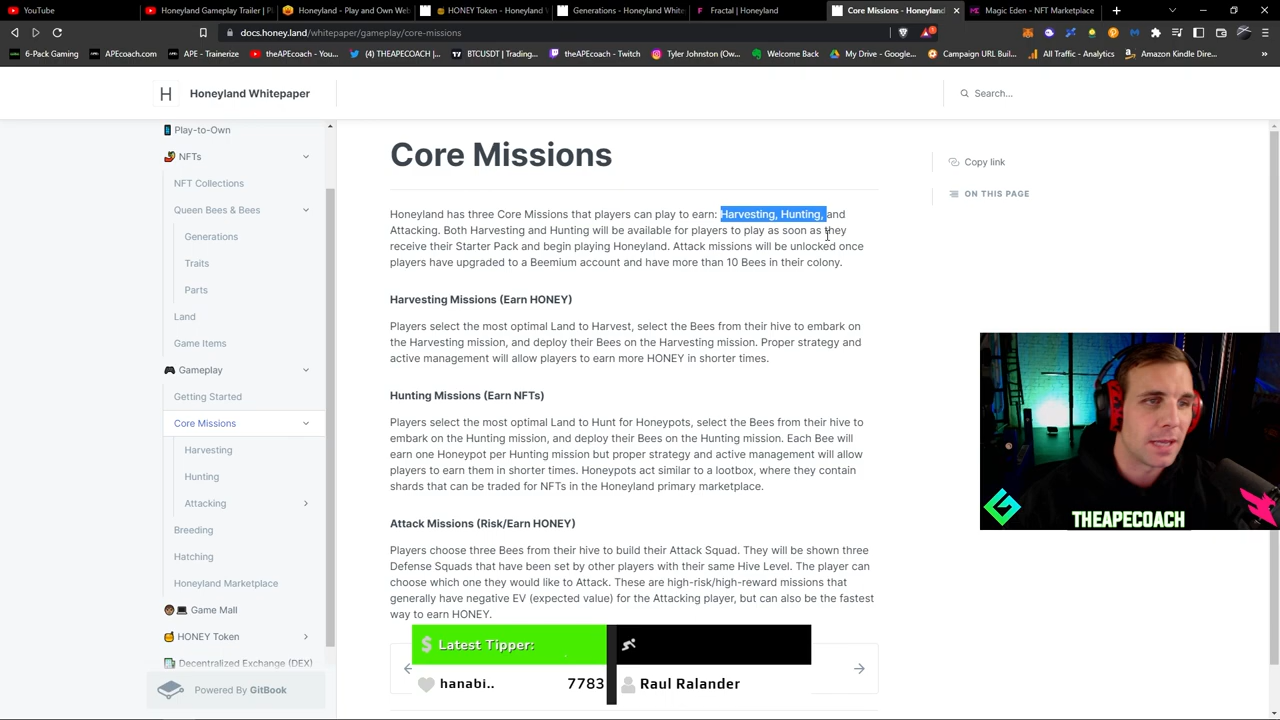 YouTube
Honeyland Gameplay Trailer | Pl
Honeyland - Play and Own Web
HONEY Token - Honeyland W
Generations - Honeyland White
Fractal | Honeyland
Core Missions - Honeyland
Magic Eden - NFT Marketplace
docs.honey.land/whitepaper/gameplay/core-missions
6-Pack Gaming
APEcoach.com
APE - Trainerize
theAPEcoach - You...
(4) THEAPECOACH ...
BTCUSDT | Trading...
theAPEcoach - Twitch
Tyler Johnston (Ow...
Welcome Back
My Drive - Google...
Campaign URL Buil...
All Traffic - Analytics
Amazon Kindle Dire...
H
Honeyland Whitepaper
Search...
Play-to-Own
NFTs
NFT Collections
Queen Bees & Bees
Generations
Traits
Parts
Land
Game Items
Gameplay
Getting Started
Core Missions
Harvesting
Hunting
Attacking
Breeding
Hatching
Honeyland Marketplace
Game Mall
HONEY Token
Decentralized Exchange (DEX)
Powered By GitBook
Core Missions
Honeyland has three Core Missions that players can play to earn: Harvesting, Hunting, and
Attacking. Both Harvesting and Hunting will be available for players to play as soon as they
receive their Starter Pack and begin playing Honeyland. Attack missions will be unlocked once
players have upgraded to a Beemium account and have more than 10 Bees in their colony.
Harvesting Missions (Earn HONEY)
Players select the most optimal Land to Harvest, select the Bees from their hive to embark on
the Harvesting mission, and deploy their Bees on the Harvesting mission. Proper strategy and
active management will allow players to earn more HONEY in shorter times.
Hunting Missions (Earn NFTs)
Players select the most optimal Land to Hunt for Honeypots, select the Bees from their hive to
embark on the Hunting mission, and deploy their Bees on the Hunting mission. Each Bee will
earn one Honeypot per Hunting mission but proper strategy and active management will allow
players to earn them in shorter times. Honeypots act similar to a lootbox, where they contain
shards that can be traded for NFTs in the Honeyland primary marketplace.
Attack Missions (Risk/Earn HONEY)
Players choose three Bees from their hive to build their Attack Squad. They will be shown three
Defense Squads that have been set by other players with their same Hive Level. The player can
choose which one they would like to Attack. These are high-risk/high-reward missions that
generally have negative EV (expected value) for the Attacking player, but can also be the fastest
way to earn HONEY.
Copy link
ON THIS PAGE
THEAPECOACH
Latest Tipper:
hanabi.. 7783
Raul Ralander